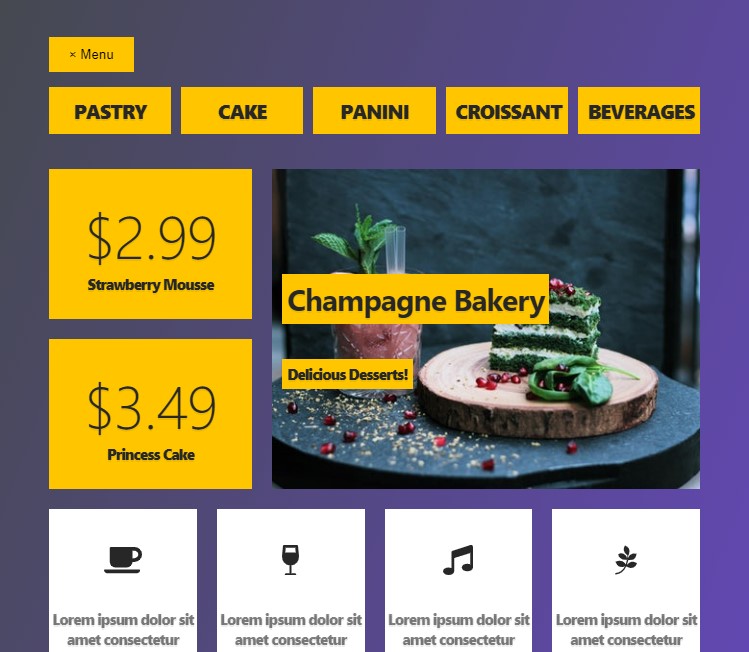 × Menu
PASTRY
CAKE
PANINI
CROISSANT
BEVERAGES
$2.99
Strawberry Mousse
$3.49
Princess Cake
Champagne Bakery
Delicious Desserts!
Lorem ipsum dolor sit
amet consectetur
Lorem ipsum dolor sit
amet consectetur
Lorem ipsum dolor sit
amet consectetur
Lorem ipsum dolor sit
amet consectetur